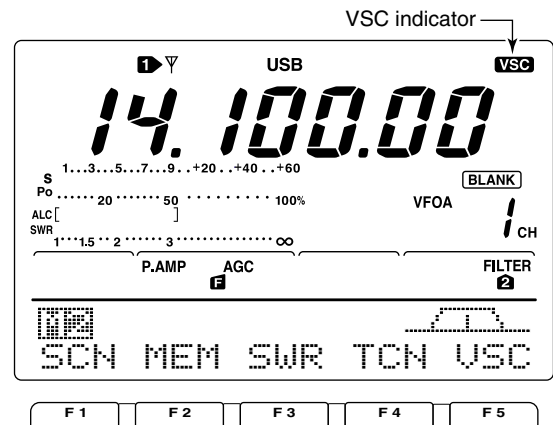 VSC indicator
1 USB VSC
14.100.00
1...3...5...7...9..+20..+40..+60
S
BLANK
Po ······ 20 ········ 50 ·············· 100%
VFOA
1 CH
ALC [ ]
SWR
1····1.5··2········3················∞
P.AMP AGC FILTER
F 2
M2
SCN MEM SWR TCN VSC
F 1 F 2 F 3 F 4 F 5